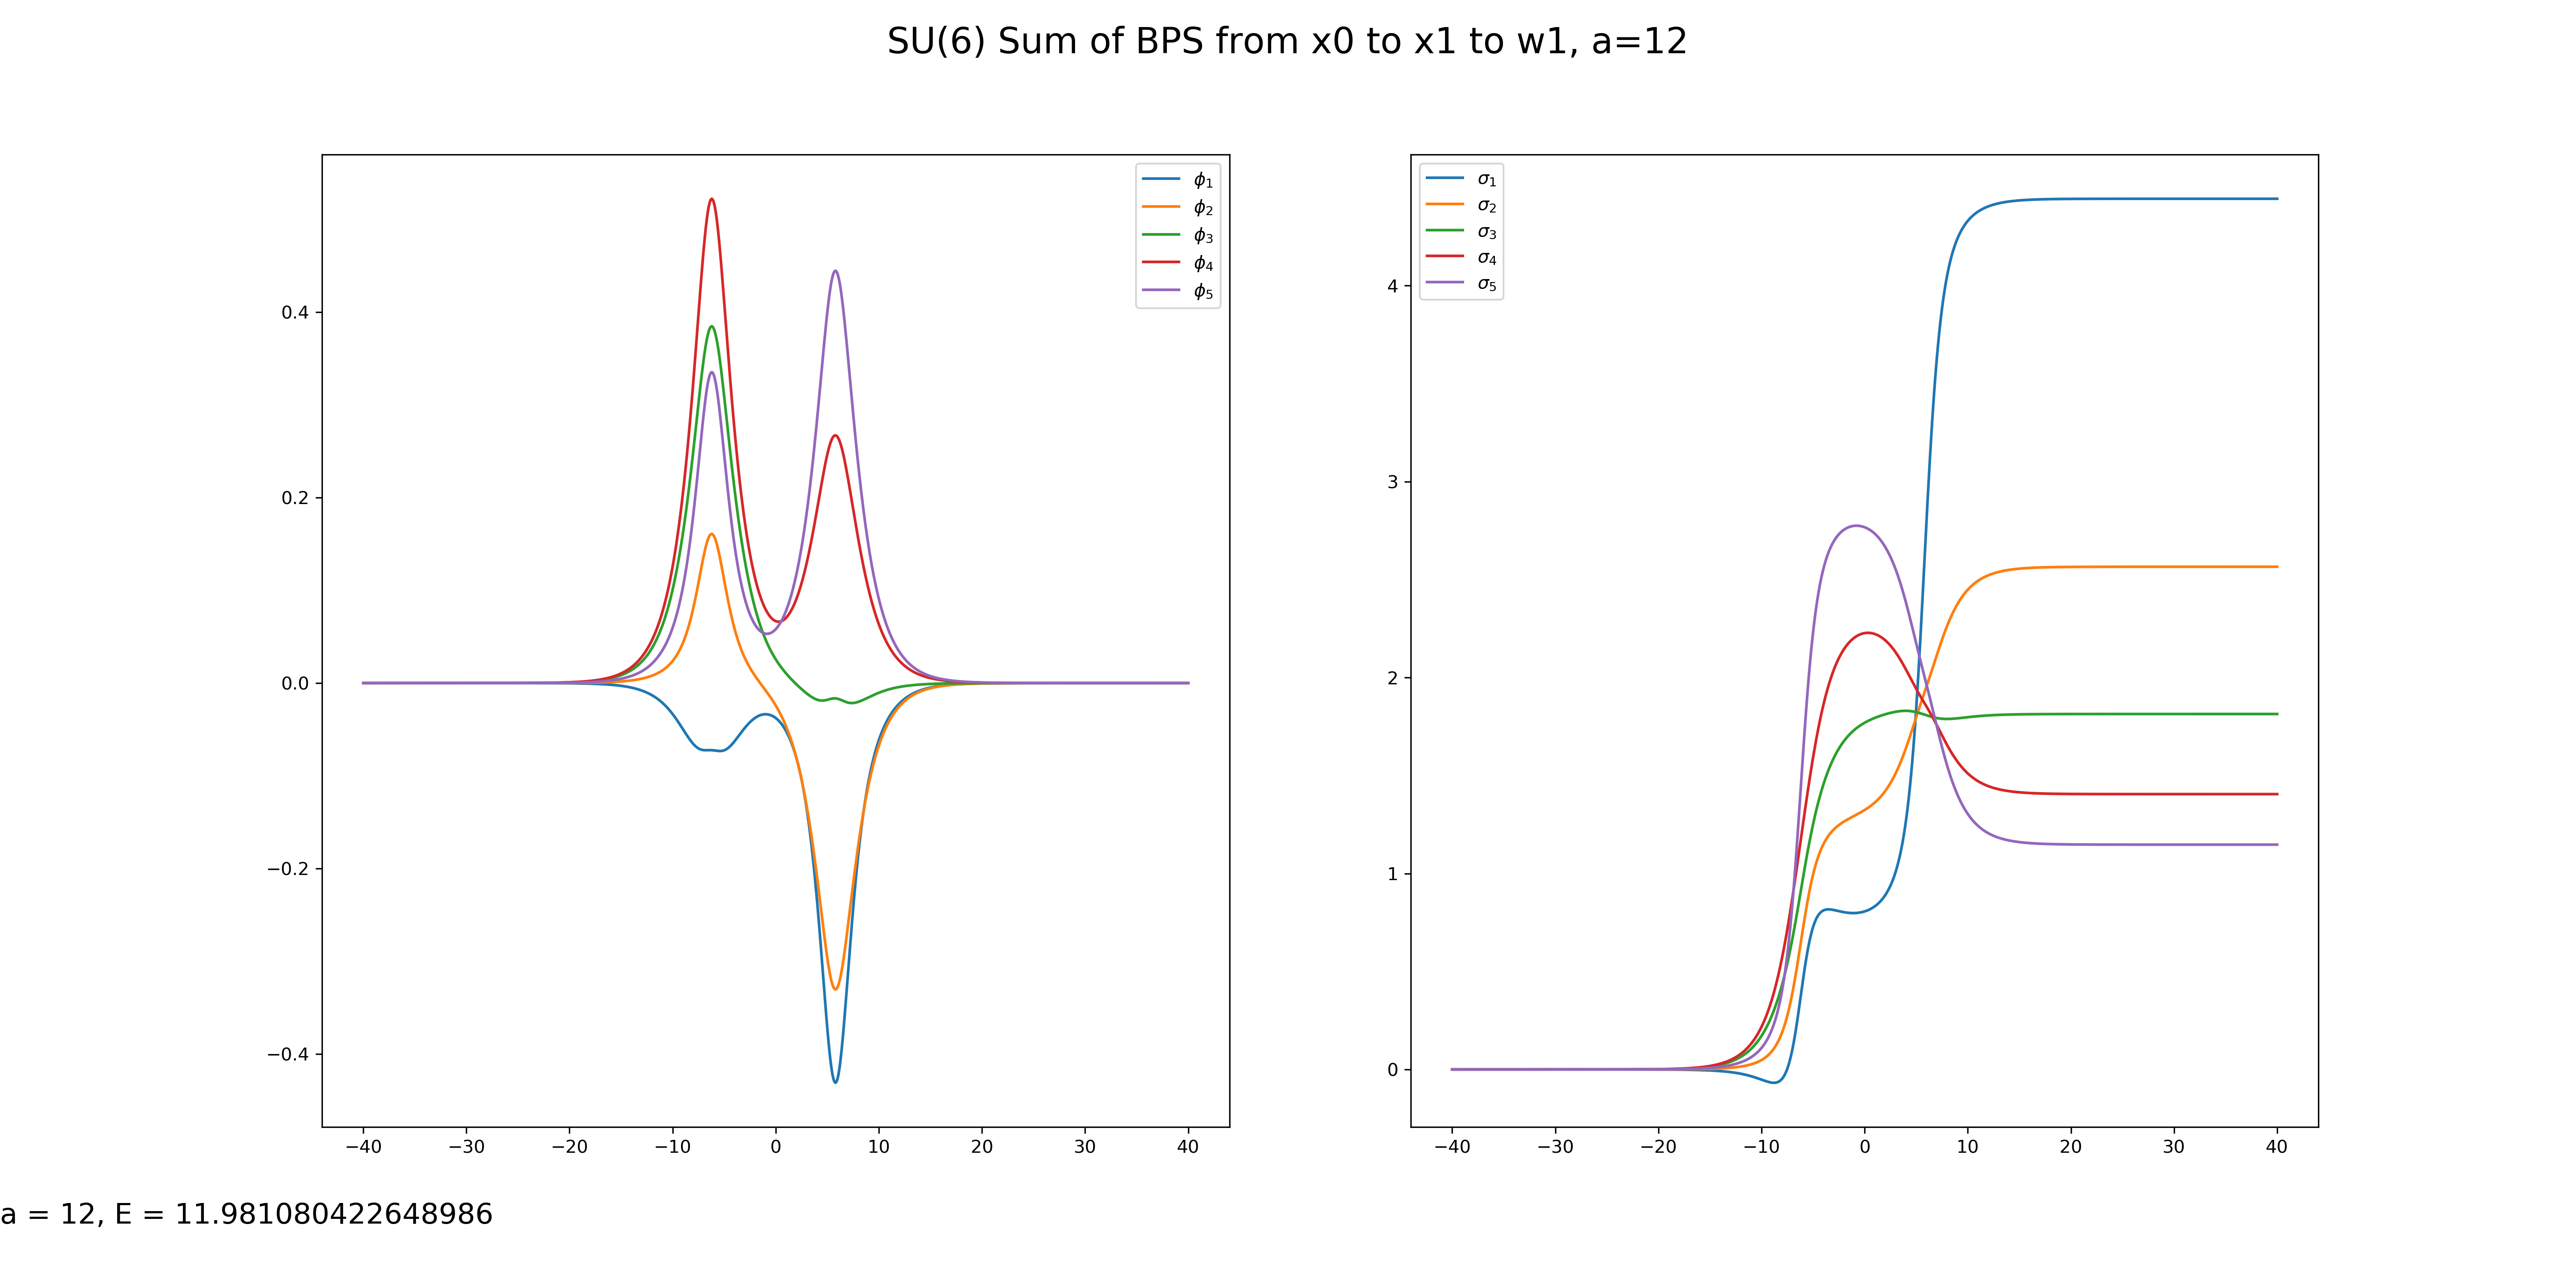 SU(6) Sum of BPS from x0 to x1 to w1, a=12
ϕ₁
ϕ₂
ϕ₃
ϕ₄
ϕ₅
0.4
0.2
0.0
−0.2
−0.4
−40 −30 −20 −10 0 10 20 30 40
σ₁
σ₂
σ₃
σ₄
σ₅
4
3
2
1
0
−40 −30 −20 −10 0 10 20 30 40
a = 12, E = 11.981080422648986